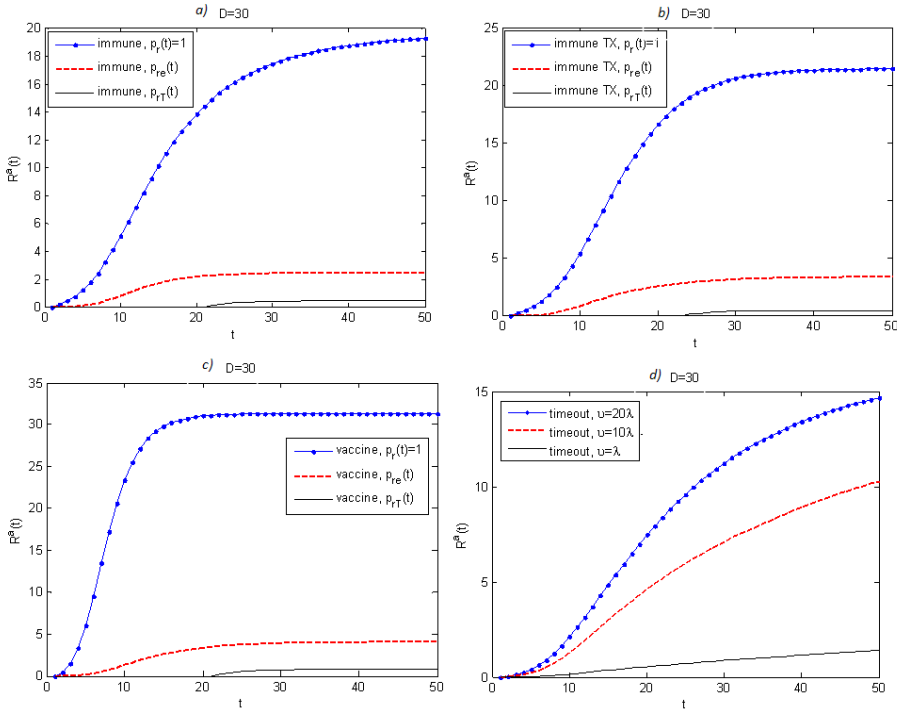 a) D=30
20
18
16
14
12
10
8
6
4
2
0
0 10 20 30 40 50
R^a(t)
t
immune, p_r(t)=1
immune, p_re(t)
immune, p_rT(t)
b) D=30
25
20
15
10
5
0
0 10 20 30 40 50
R^a(t)
t
immune TX, p_r(t)=i
immune TX, p_re(t)
immune TX, p_rT(t)
c) D=30
35
30
25
20
15
10
5
0
0 10 20 30 40 50
R^a(t)
t
vaccine, p_r(t)=1
vaccine, p_re(t)
vaccine, p_rT(t)
d) D=30
15
10
5
0
0 10 20 30 40 50
R^a(t)
t
timeout, υ=20λ
timeout, υ=10λ
timeout, υ=λ